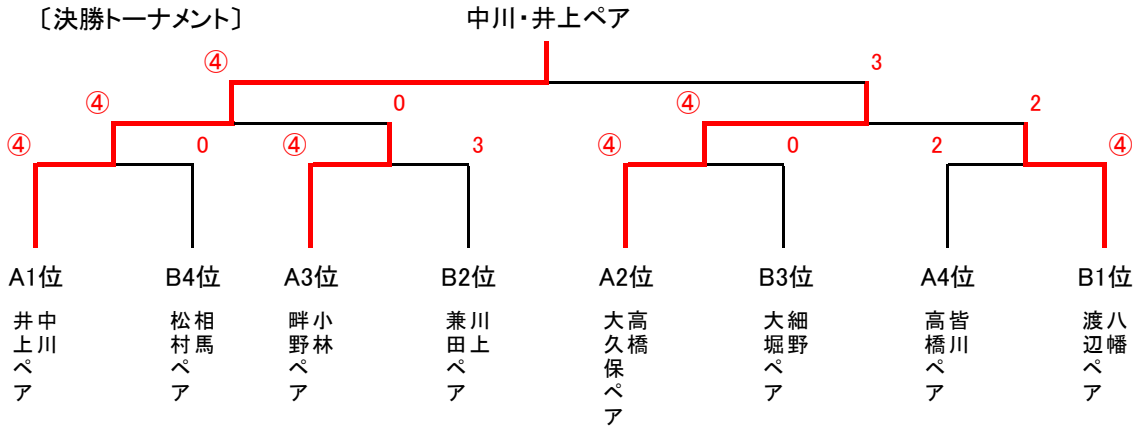 〔決勝トーナメント〕 中川・井上ペア
④ 3
④ 0 ④ 2
④ 0 ④ 3 ④ 0 2 ④
A1位 B4位 A3位 B2位 A2位 B3位 A4位 B1位
中川
井上ペア
相馬
松村ペア
小林
畔野ペア
川上
兼田ペア
高橋
大久保ペア
細野
大堀ペア
皆川
高橋ペア
八幡
渡辺ペア